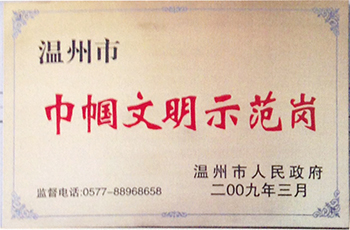 温州市
巾帼文明示范岗
温州市人民政府
监督电话:0577-88968658
二00九年三月